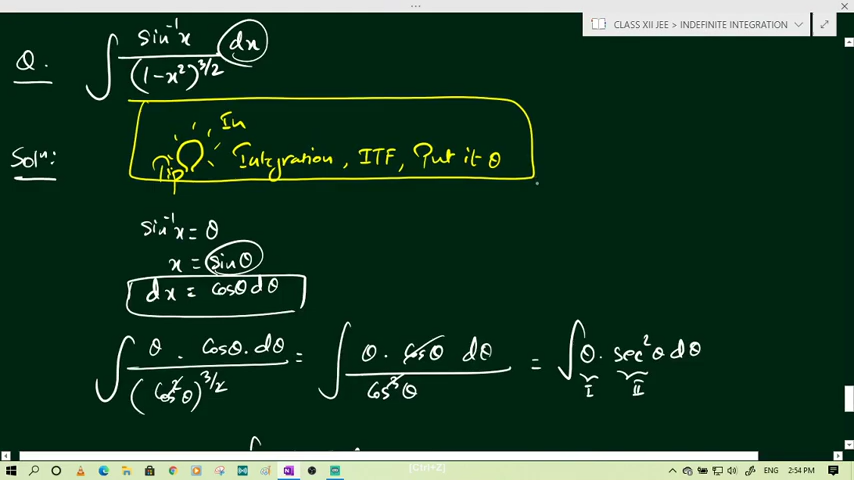 CLASS XII JEE > INDEFINITE INTEGRATION
Q. ∫ sin⁻¹x / (1-x²)^3/2 dx
In
Soln: Tip Integration, ITF, Put it θ
sin⁻¹x = θ
x = sinθ
dx = cosθ dθ
∫ θ · cosθ · dθ / (cos²θ)^3/2 = ∫ θ · cosθ dθ / cos³θ = ∫ θ · sec²θ dθ
I II
[Ctrl+Z]
ENG 2:54 PM